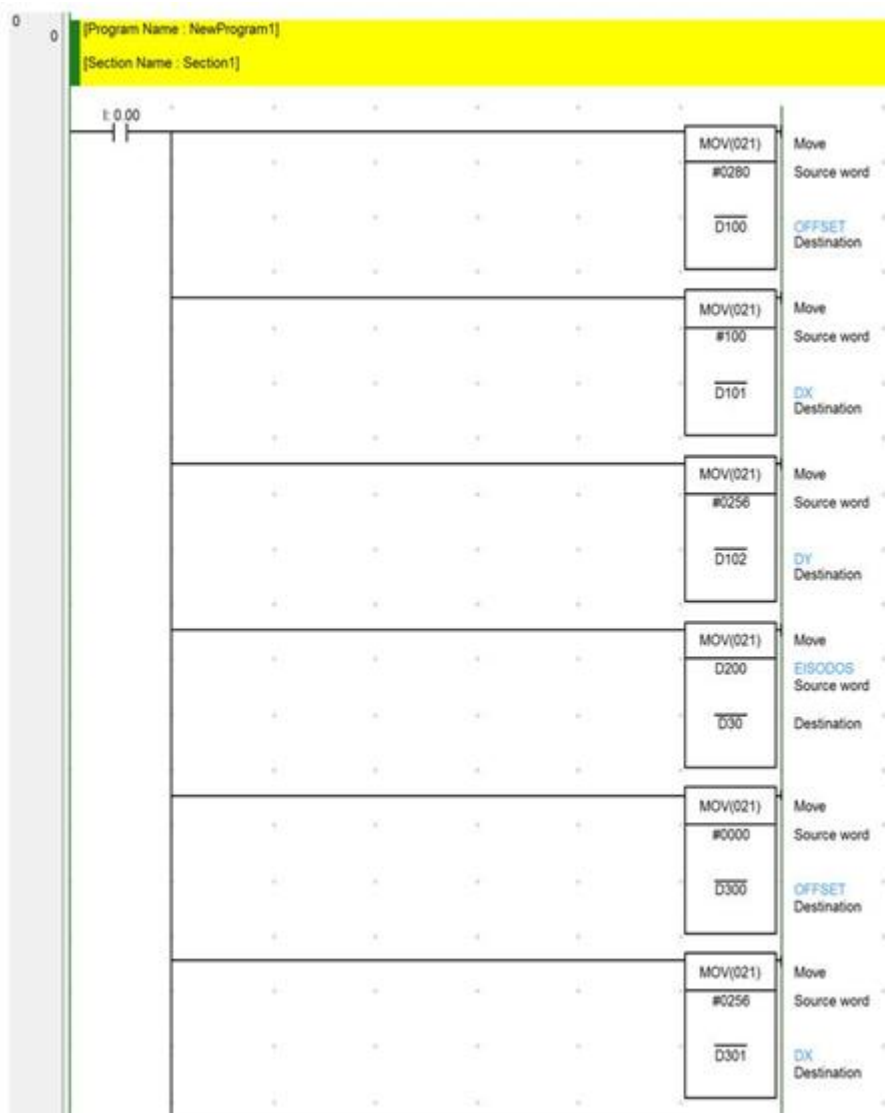 0
0
[Program Name : NewProgram1]
[Section Name : Section1]
I: 0.00
MOV(021) Move
#0280 Source word
D100 OFFSET
Destination
MOV(021) Move
#100 Source word
D101 DX
Destination
MOV(021) Move
#0256 Source word
D102 DY
Destination
MOV(021) Move
D200 EISODOS
Source word
D30 Destination
MOV(021) Move
#0000 Source word
D300 OFFSET
Destination
MOV(021) Move
#0256 Source word
D301 DX
Destination